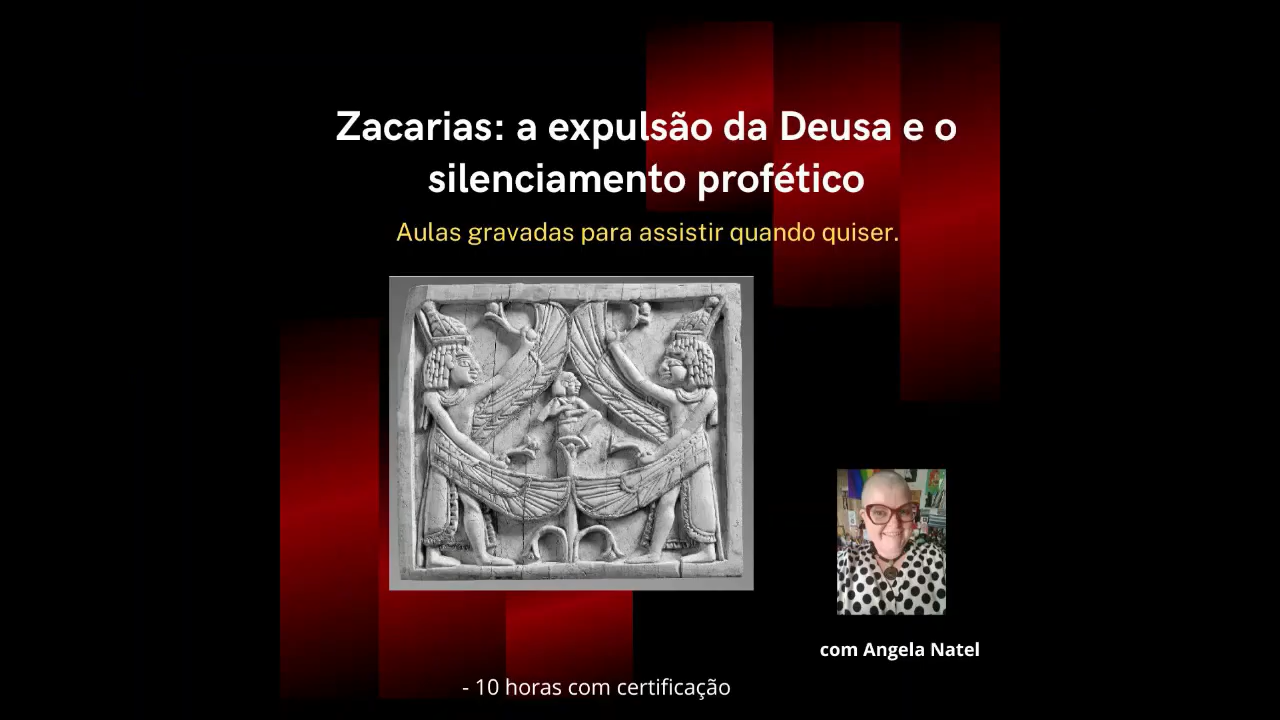 Zacarias: a expulsão da Deusa e o
silenciamento profético
Aulas gravadas para assistir quando quiser.
com Angela Natel
- 10 horas com certificação